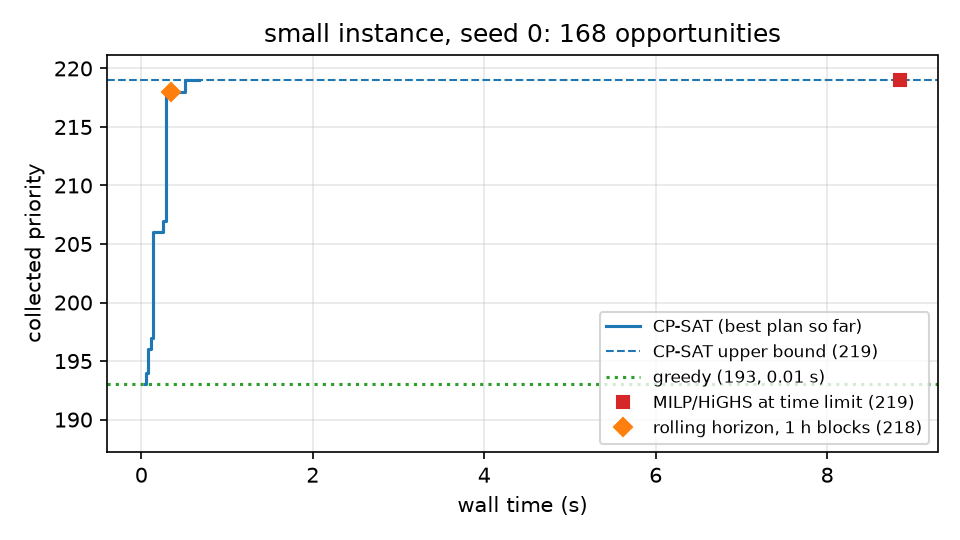 small instance, seed 0: 168 opportunities
220
215
210
205
200
195
190
collected priority
CP-SAT (best plan so far)
CP-SAT upper bound (219)
greedy (193, 0.01 s)
MILP/HiGHS at time limit (219)
rolling horizon, 1 h blocks (218)
0 2 4 6 8
wall time (s)